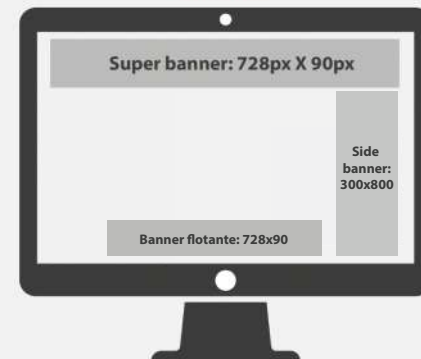 Super banner: 728px X 90px
Side
banner:
300x800
Banner flotante: 728x90